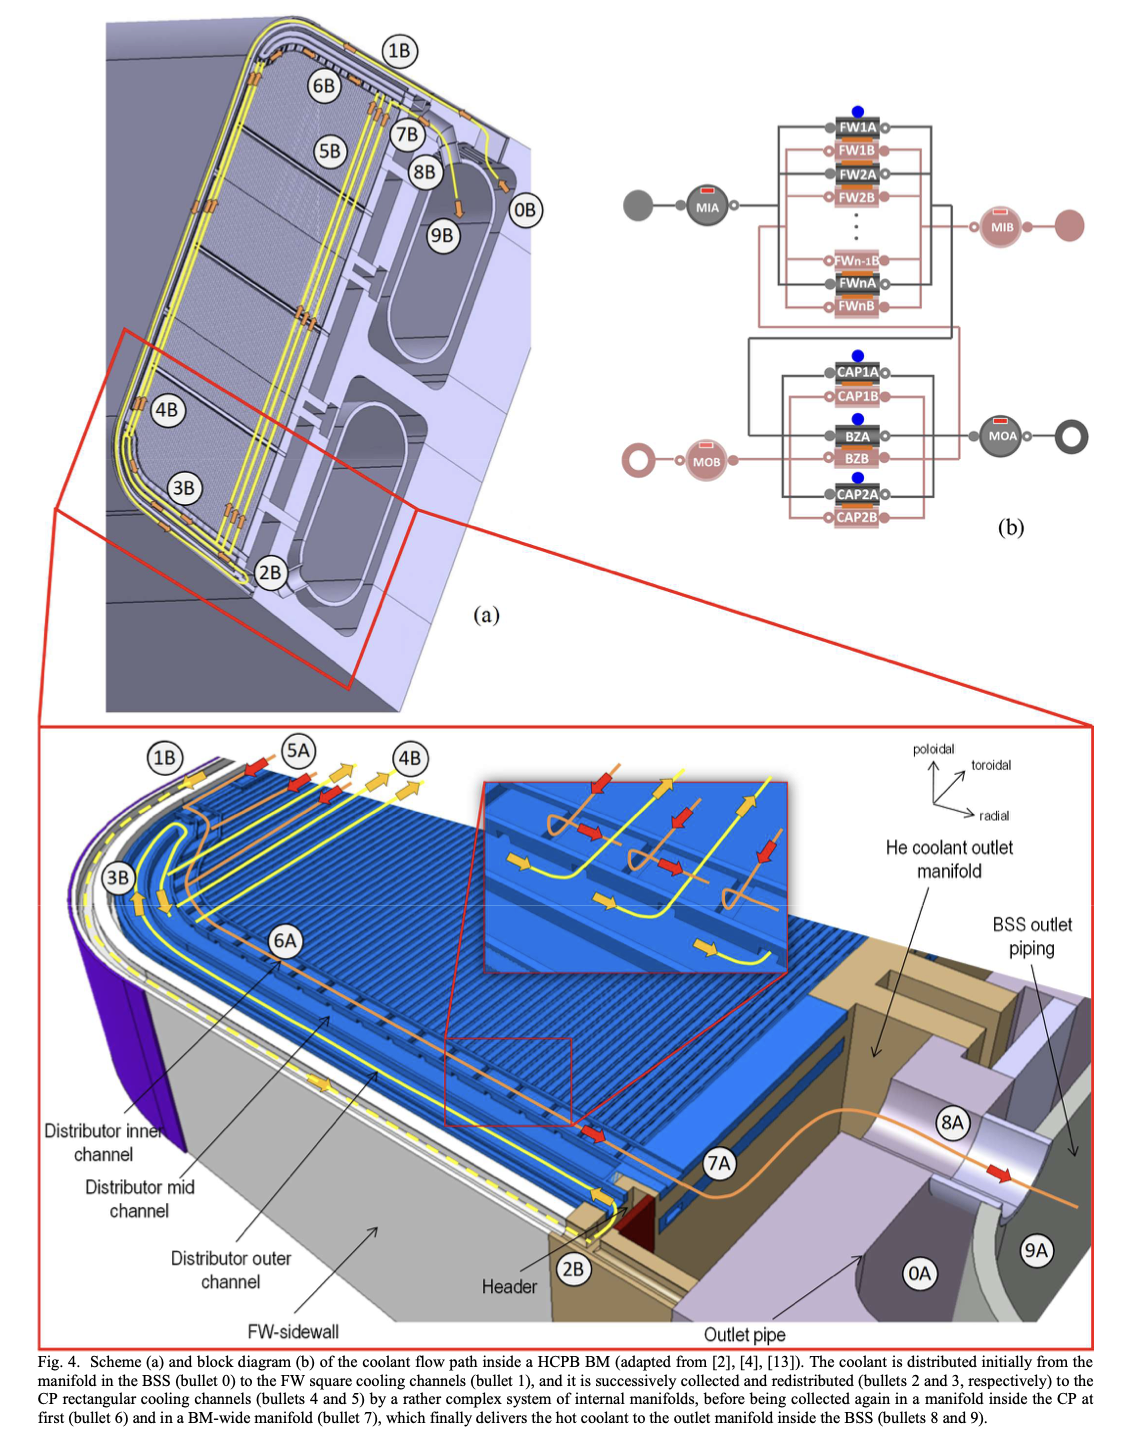 1B
6B
5B
7B
8B
0B
9B
4B
3B
2B
(a)
FW1A
FW1B
FW2A
FW2B
MIA
MIB
FWn-1B
FWnA
FWnB
CAP1A
CAP1B
BZA
BZB
MOA
MOB
CAP2A
CAP2B
(b)
1B
5A
4B
poloidal
toroidal
radial
He coolant outlet
manifold
BSS outlet
piping
3B
6A
8A
7A
9A
0A
2B
Distributor inner
channel
Distributor mid
channel
Distributor outer
channel
Header
FW-sidewall
Outlet pipe
Fig. 4. Scheme (a) and block diagram (b) of the coolant flow path inside a HCPB BM (adapted from [2], [4], [13]). The coolant is distributed initially from the
manifold in the BSS (bullet 0) to the FW square cooling channels (bullet 1), and it is successively collected and redistributed (bullets 2 and 3, respectively) to the
CP rectangular cooling channels (bullets 4 and 5) by a rather complex system of internal manifolds, before being collected again in a manifold inside the CP at
first (bullet 6) and in a BM-wide manifold (bullet 7), which finally delivers the hot coolant to the outlet manifold inside the BSS (bullets 8 and 9).